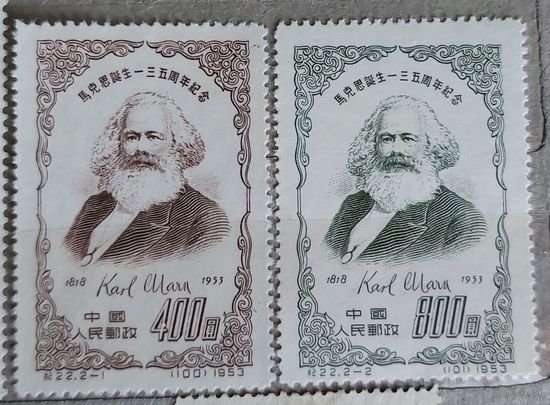 馬克思誕生一三五周年紀念
1818 Karl Marx 1953
中國
人民郵政
400圓
紀22.2-1 (100) 1953
馬克思誕生一三五周年紀念
1818 Karl Marx 1953
中國
人民郵政
800圓
紀22.2-2 (101) 1953